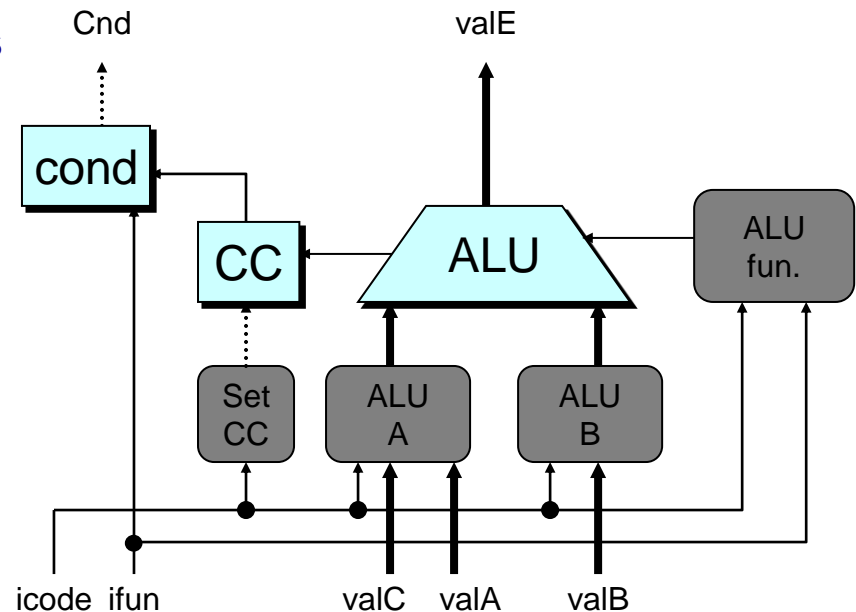 Cnd
valE
s
cond
CC
ALU
ALU
fun.
Set
CC
ALU
A
ALU
B
icode
ifun
valC
valA
valB